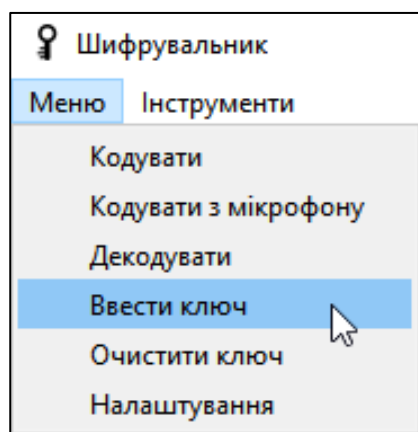 Шифрувальник
Меню Інструменти
Кодувати
Кодувати з мікрофону
Декодувати
Ввести ключ
Очистити ключ
Налаштування